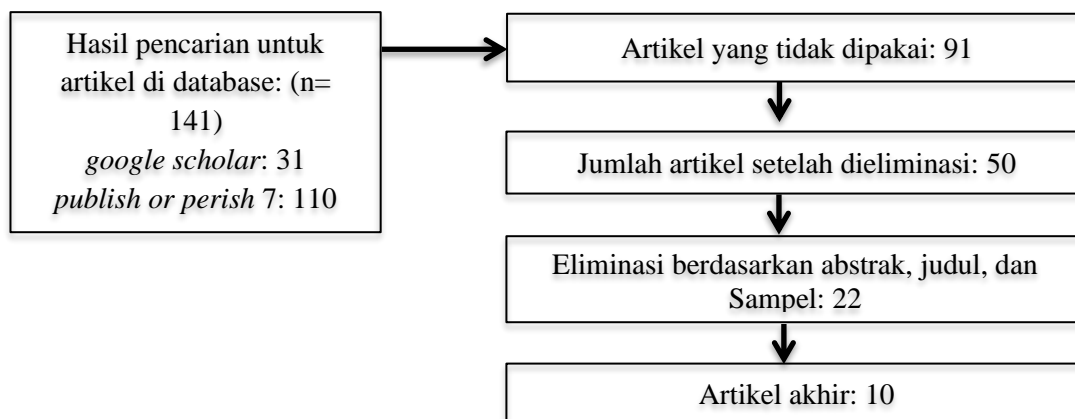 Hasil pencarian untuk
artikel di database: (n=
141)
google scholar: 31
publish or perish 7: 110
Artikel yang tidak dipakai: 91
Jumlah artikel setelah dieliminasi: 50
Eliminasi berdasarkan abstrak, judul, dan
Sampel: 22
Artikel akhir: 10